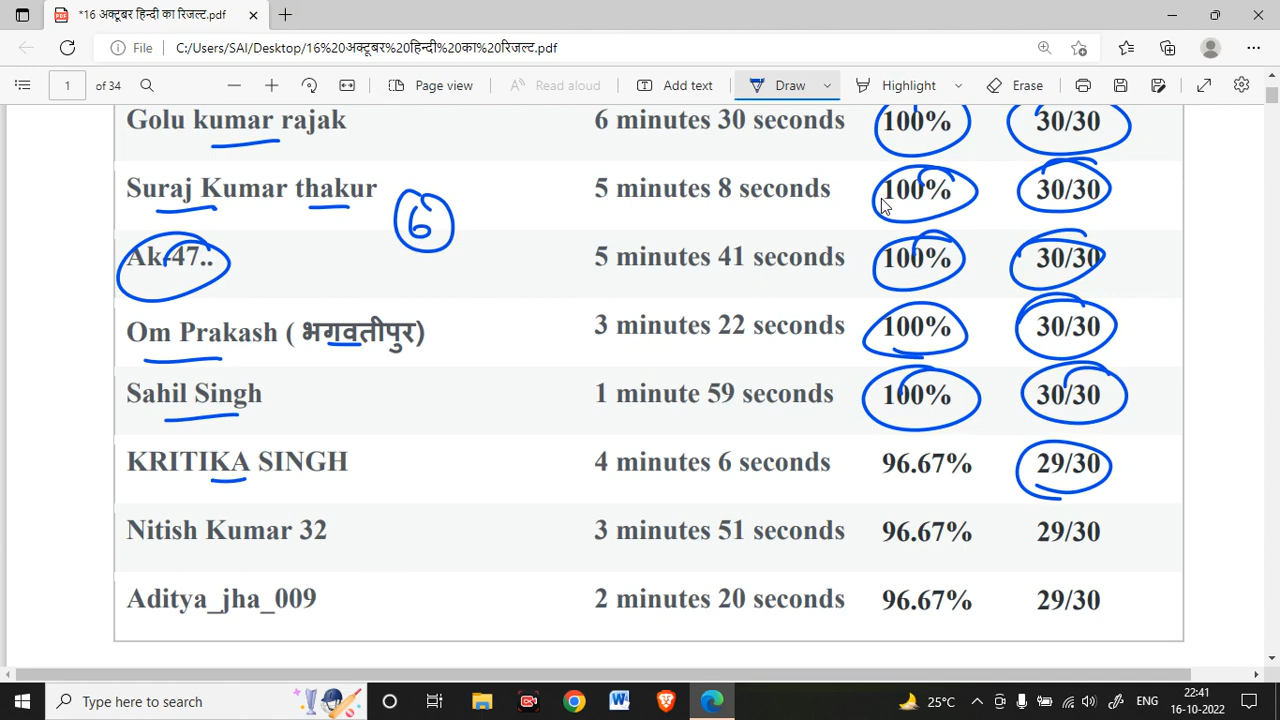 *16 अक्टूबर हिन्दी का रिजल्ट.pdf
File C:/Users/SAI/Desktop/16%20अक्टूबर%20हिन्दी%20का%20रिजल्ट.pdf
1 of 34 Page view Read aloud Add text Draw Highlight Erase
Golu kumar rajak 6 minutes 30 seconds 100% 30/30
Suraj Kumar thakur 5 minutes 8 seconds 100% 30/30
6
Ak-47.. 5 minutes 41 seconds 100% 30/30
Om Prakash ( भगवतीपुर) 3 minutes 22 seconds 100% 30/30
Sahil Singh 1 minute 59 seconds 100% 30/30
KRITIKA SINGH 4 minutes 6 seconds 96.67% 29/30
Nitish Kumar 32 3 minutes 51 seconds 96.67% 29/30
Aditya_jha_009 2 minutes 20 seconds 96.67% 29/30
Type here to search 25°C ENG 22:41
16-10-2022